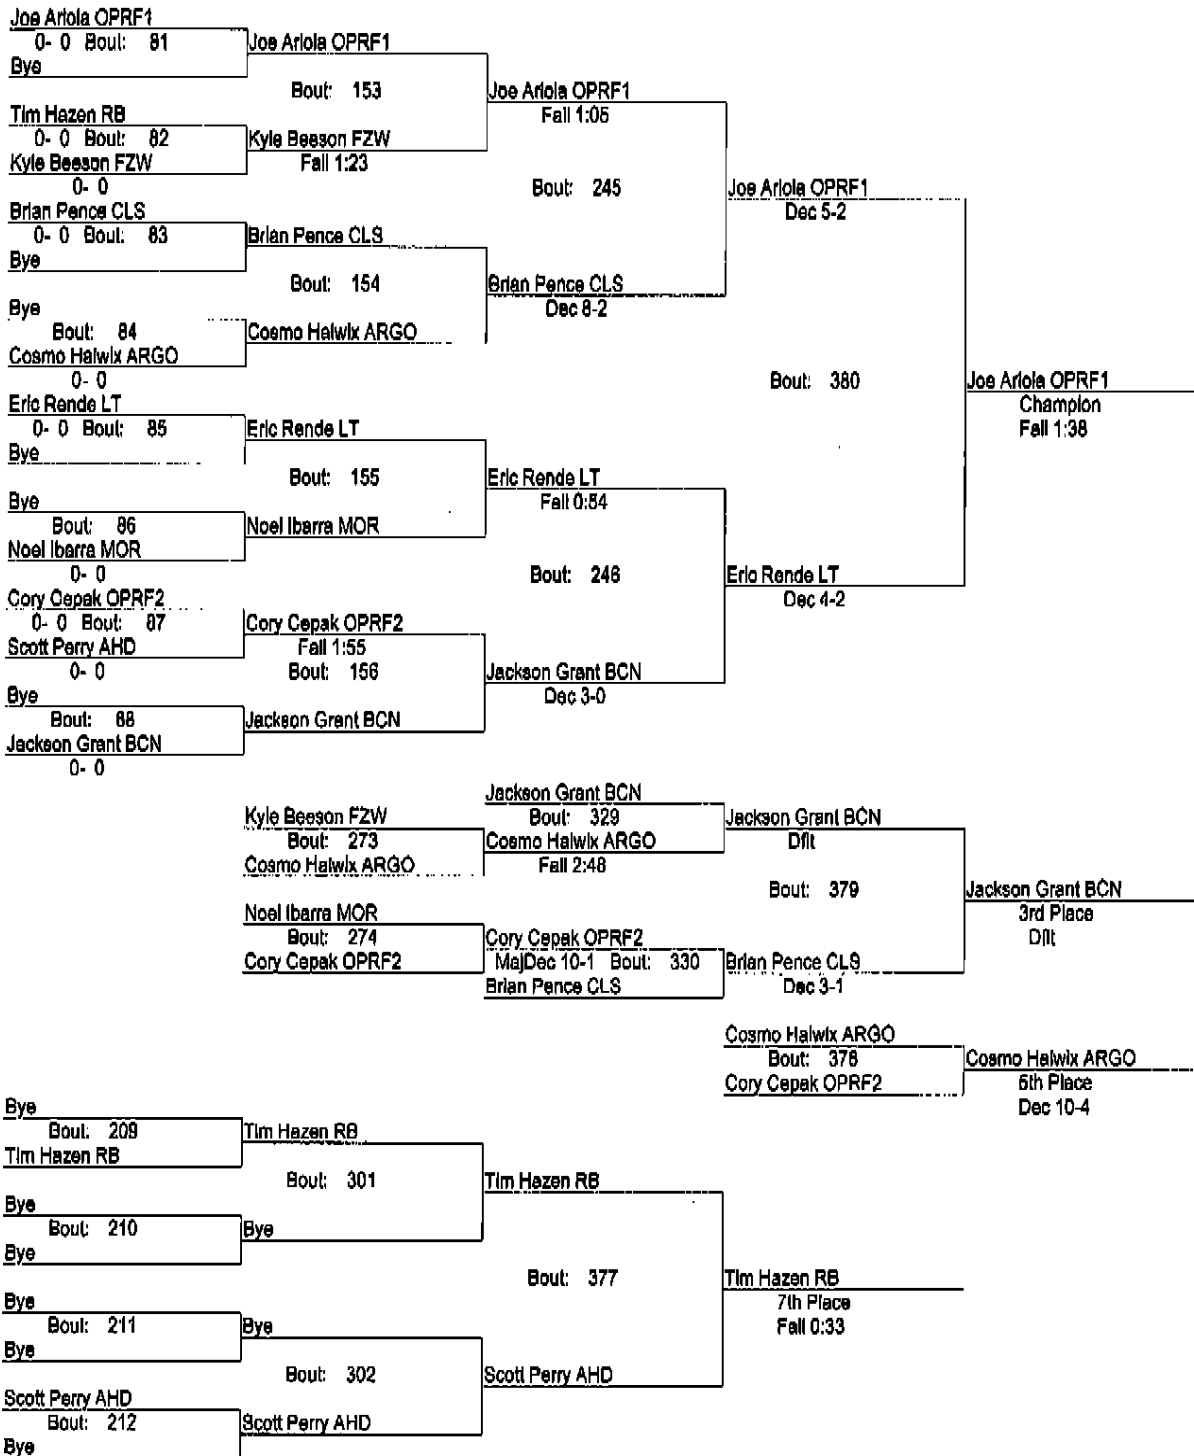 Joe Ariola OPRF1
0- 0 Bout: 81
Bye
Joe Ariola OPRF1
Bout: 153
Tim Hazen RB
0- 0 Bout: 82
Kyle Beeson FZW
0- 0
Kyle Beeson FZW
Fall 1:23
Joe Ariola OPRF1
Fall 1:05
Bout: 245
Brian Pence CLS
0- 0 Bout: 83
Bye
Brian Pence CLS
Bout: 154
Bye
Bout: 84
Cosmo Halwix ARGO
0- 0
Cosmo Halwix ARGO
Brian Pence CLS
Dec 8-2
Joe Ariola OPRF1
Dec 5-2
Bout: 380
Eric Rende LT
0- 0 Bout: 85
Bye
Eric Rende LT
Bout: 155
Bye
Bout: 86
Noel Ibarra MOR
0- 0
Noel Ibarra MOR
Eric Rende LT
Fall 0:54
Bout: 246
Cory Cepak OPRF2
0- 0 Bout: 87
Scott Perry AHD
0- 0
Cory Cepak OPRF2
Fall 1:55
Bout: 156
Bye
Bout: 88
Jackson Grant BCN
0- 0
Jackson Grant BCN
Jackson Grant BCN
Dec 3-0
Eric Rende LT
Dec 4-2
Joe Ariola OPRF1
Champion
Fall 1:38
Kyle Beeson FZW
Bout: 273
Cosmo Halwix ARGO
Jackson Grant BCN
Bout: 329
Cosmo Halwix ARGO
Fall 2:48
Jackson Grant BCN
Dflt
Bout: 379
Noel Ibarra MOR
Bout: 274
Cory Cepak OPRF2
Cory Cepak OPRF2
MajDec 10-1 Bout: 330
Brian Pence CLS
Brian Pence CLS
Dec 3-1
Jackson Grant BCN
3rd Place
Dflt
Cosmo Halwix ARGO
Bout: 378
Cory Cepak OPRF2
Cosmo Halwix ARGO
5th Place
Dec 10-4
Bye
Bout: 209
Tim Hazen RB
Tim Hazen RB
Bout: 301
Bye
Bout: 210
Bye
Bye
Tim Hazen RB
Bout: 377
Bye
Bout: 211
Bye
Bye
Bout: 302
Scott Perry AHD
Bout: 212
Bye
Scott Perry AHD
Scott Perry AHD
Tim Hazen RB
7th Place
Fall 0:33